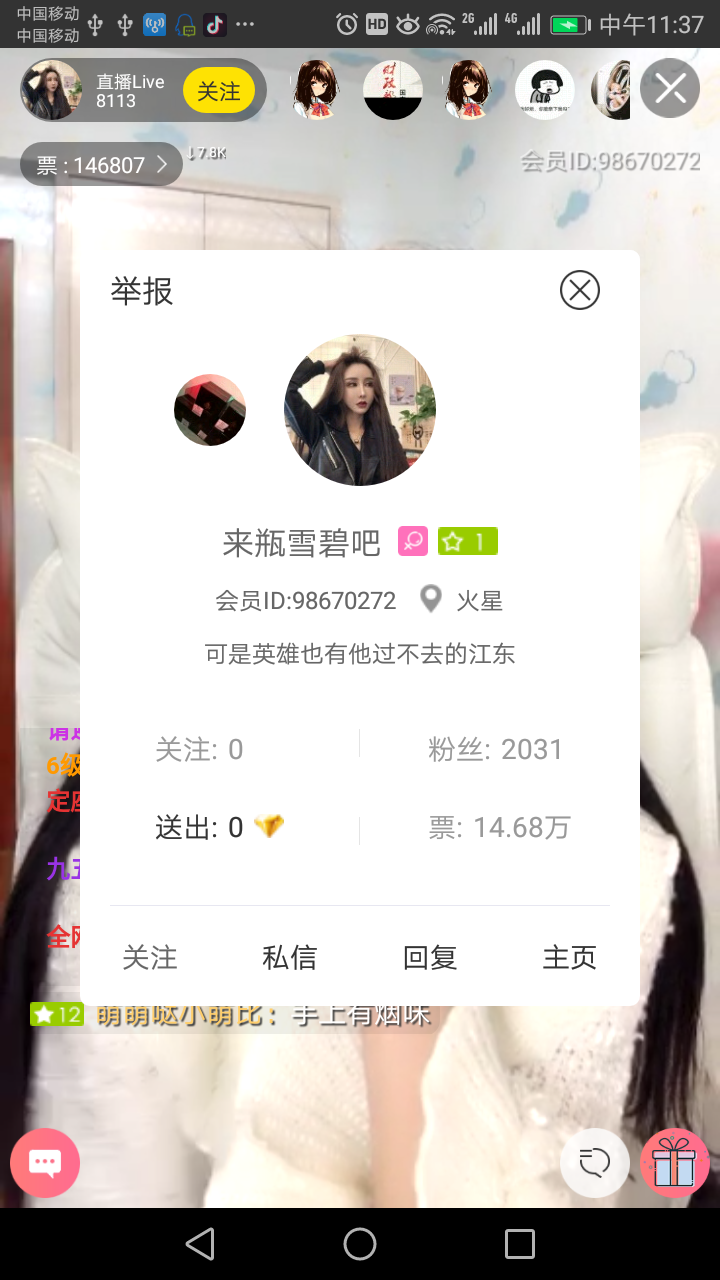 中国移动
中国移动
HD
2G
4G
中午11:37
直播Live
8113
关注
票 : 146807
↓7.8K
会员ID:98670272
举报
来瓶雪碧吧
1
会员ID:98670272
火星
可是英雄也有他过不去的江东
关注: 0
粉丝: 2031
送出: 0
票: 14.68万
6级
定座
九五
全网
关注
私信
回复
主页
12 萌萌哒小萌比: 手上有烟味